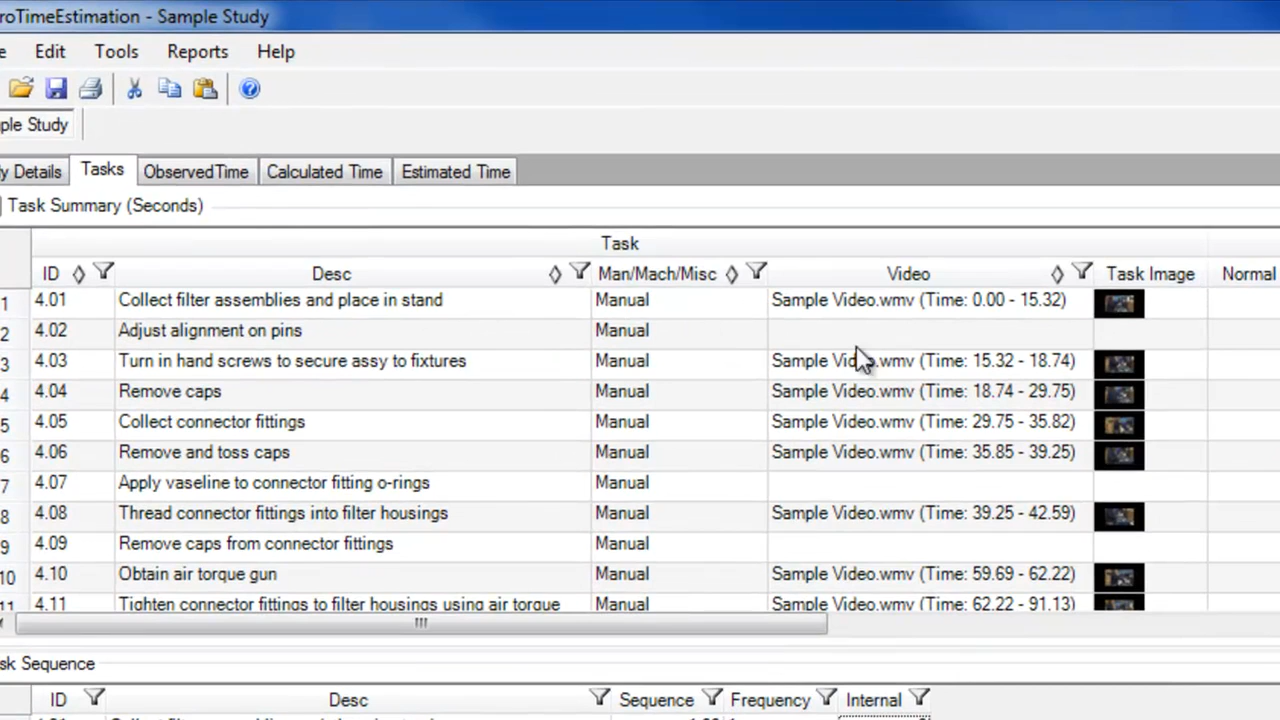 roTimeEstimation - Sample Study
e Edit Tools Reports Help
ple Study
y Details Tasks ObservedTime Calculated Time Estimated Time
Task Summary (Seconds)
Task
ID Desc Man/Mach/Misc Video Task Image Normal
1 4.01 Collect filter assemblies and place in stand Manual Sample Video.wmv (Time: 0.00 - 15.32)
2 4.02 Adjust alignment on pins Manual
3 4.03 Turn in hand screws to secure assy to fixtures Manual Sample Video.wmv (Time: 15.32 - 18.74)
4 4.04 Remove caps Manual Sample Video.wmv (Time: 18.74 - 29.75)
5 4.05 Collect connector fittings Manual Sample Video.wmv (Time: 29.75 - 35.82)
6 4.06 Remove and toss caps Manual Sample Video.wmv (Time: 35.85 - 39.25)
7 4.07 Apply vaseline to connector fitting o-rings Manual
8 4.08 Thread connector fittings into filter housings Manual Sample Video.wmv (Time: 39.25 - 42.59)
9 4.09 Remove caps from connector fittings Manual
10 4.10 Obtain air torque gun Manual Sample Video.wmv (Time: 59.69 - 62.22)
11 4.11 Tighten connector fittings to filter housings using air torque Manual Sample Video.wmv (Time: 62.22 - 91.13)
sk Sequence
ID Desc Sequence Frequency Internal